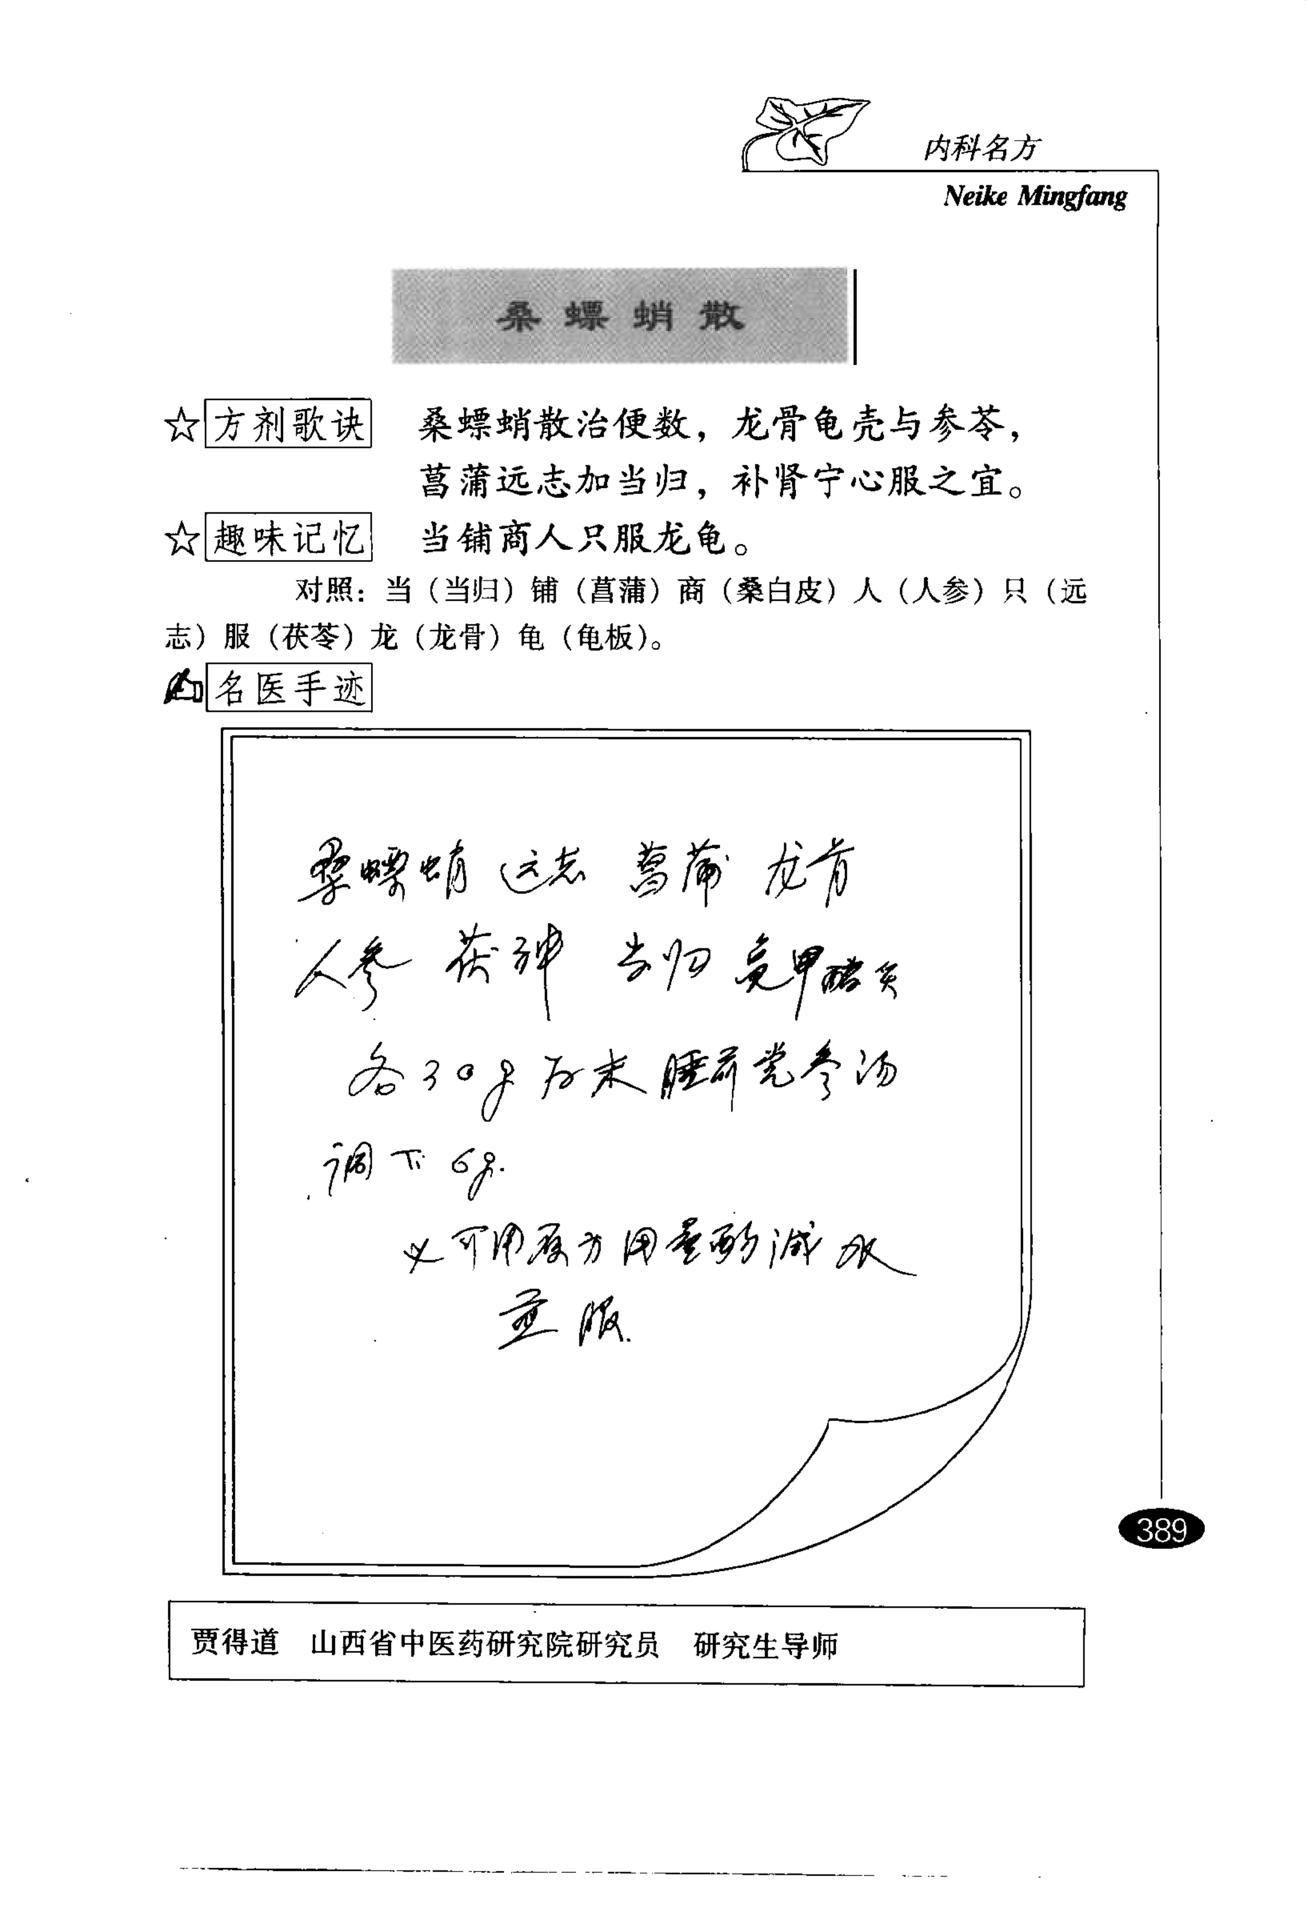 内科名方
Neike Mingfang
桑螵蛸散
☆方剂歌诀 桑螵蛸散治便数，龙骨龟壳与参苓，
菖蒲远志加当归，补肾宁心服之宜。
☆趣味记忆 当铺商人只服龙龟。
对照：当（当归）铺（菖蒲）商（桑白皮）人（人参）只（远
志）服（茯苓）龙（龙骨）龟（龟板）。
名医手迹
桑螵蛸 远志 菖蒲 龙骨
人参 茯神 当归 龟甲醋炙
各30g 为末 睡前党参汤
调下6g.
又可用原方用量酌减水
煎服.
389
贾得道 山西省中医药研究院研究员 研究生导师